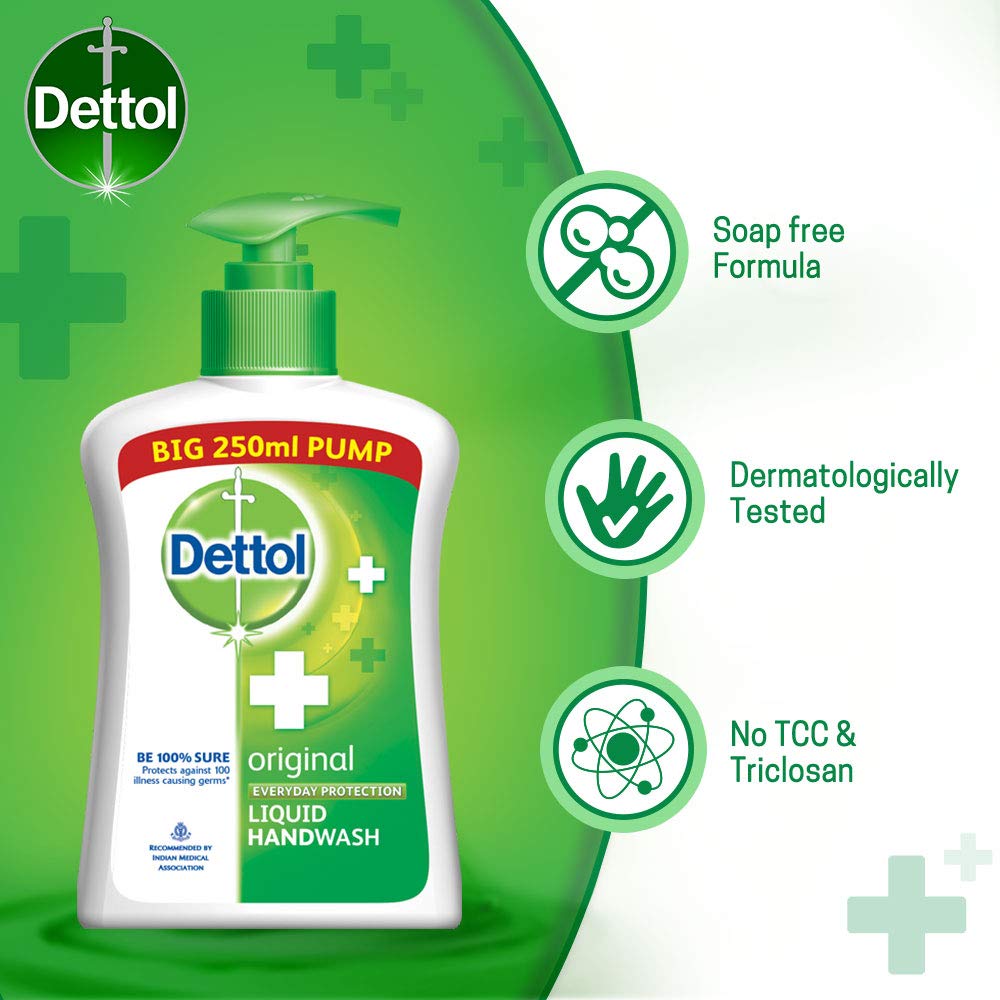 Dettol
Soap free
Formula
BIG 250ml PUMP
Dettol
Dermatologically
Tested
BE 100% SURE
Protects against 100
illness causing germs*
original
EVERYDAY PROTECTION
LIQUID
HANDWASH
No TCC &
Triclosan
RECOMMENDED BY
INDIAN MEDICAL
ASSOCIATION